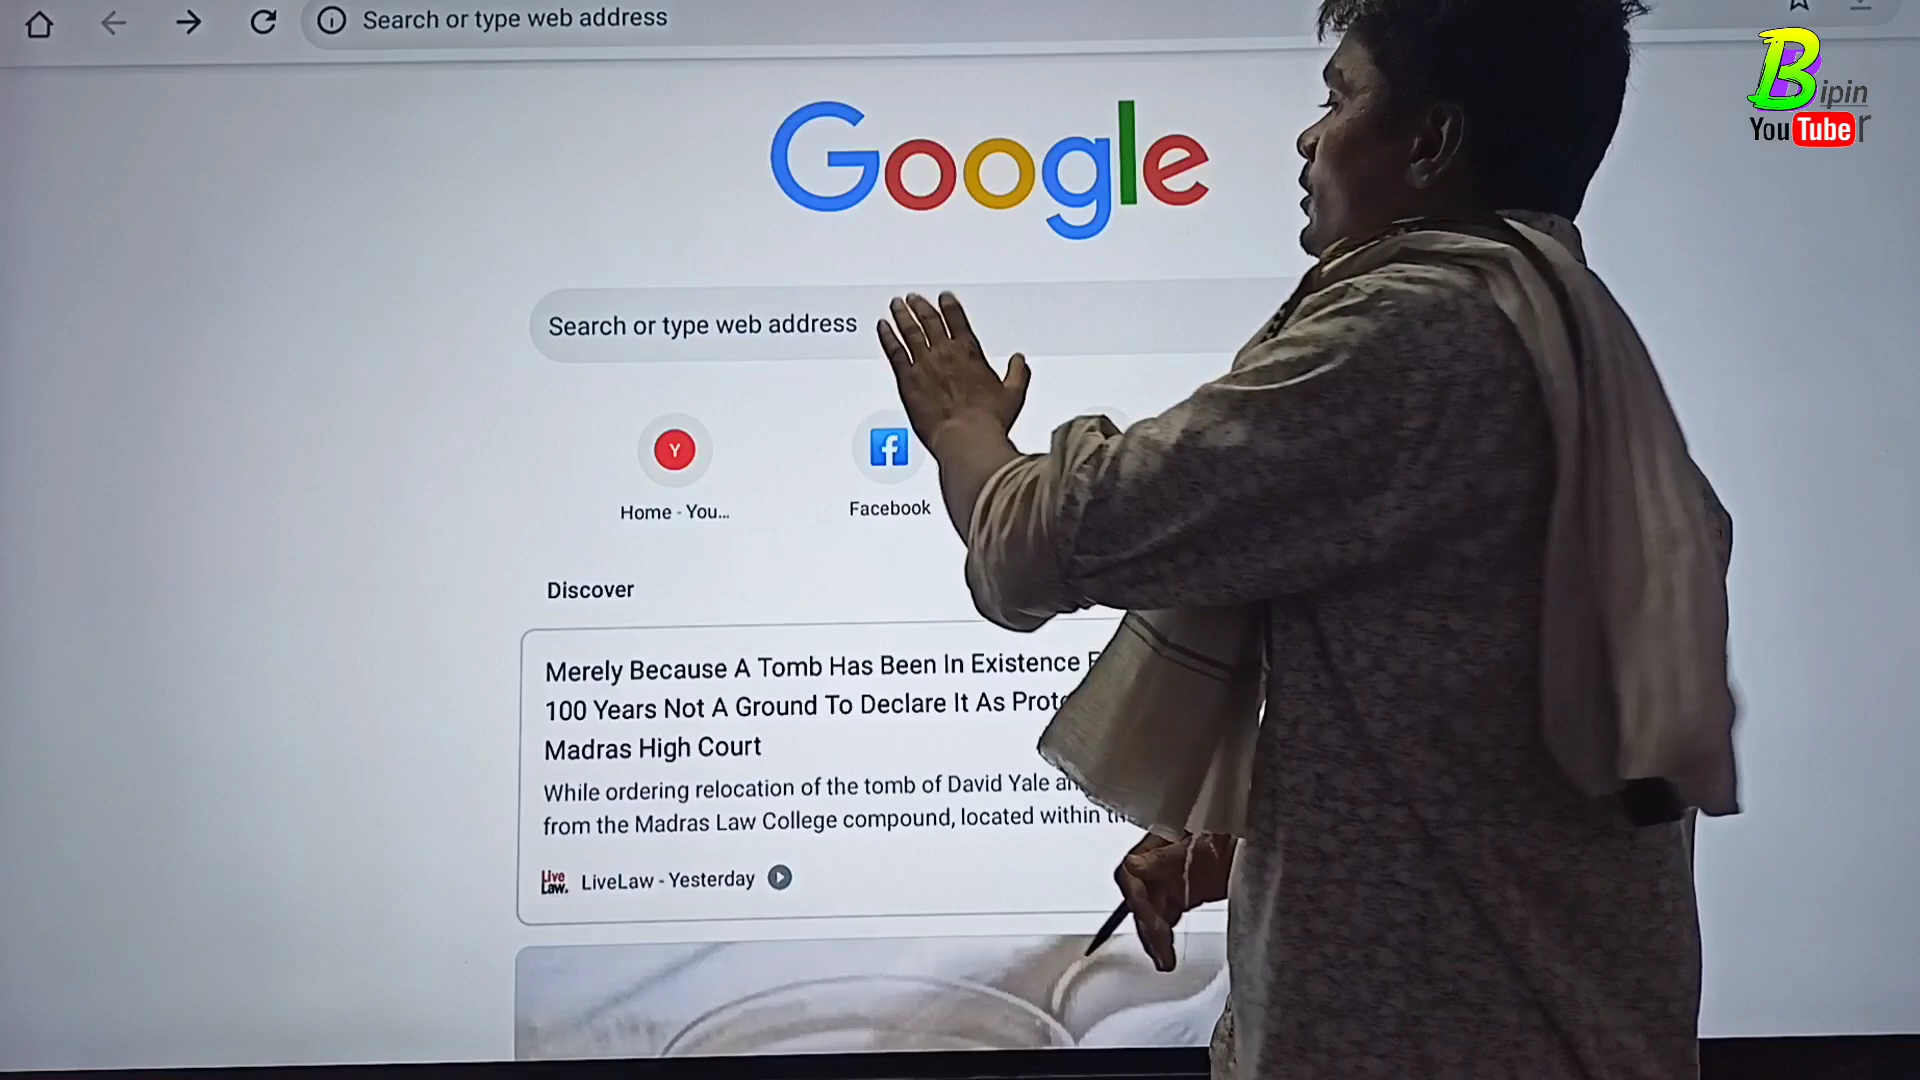 Search or type web address
Bipin
YouTuber
Google
Search or type web address
Y
Home - You...
Facebook
Discover
Merely Because A Tomb Has Been In Existence
100 Years Not A Ground To Declare It As
Madras High Court
While ordering relocation of the tomb of David Yale
from the Madras Law College compound, located within
Live Law. LiveLaw - Yesterday